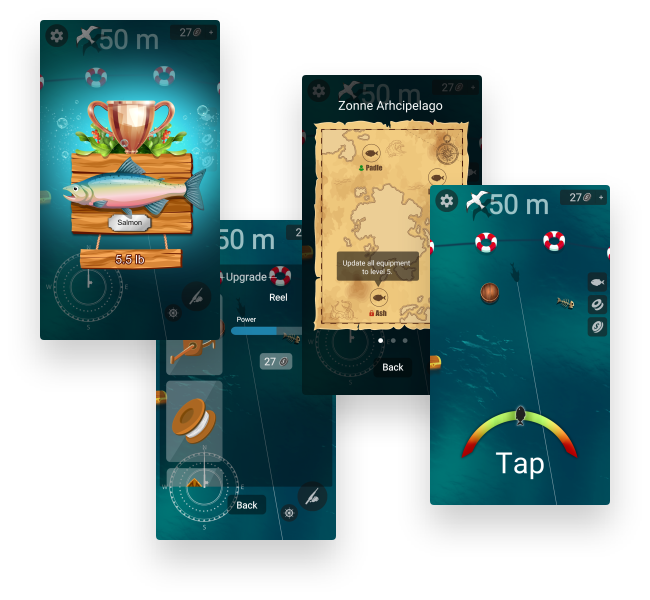 50 m
27
Salmon
5.5 lb
W
E
S
50 m
2
Upgrade
Reel
Power
27
W
E
S
Back
50 m
27
Zonne Arhcipelago
Padle
Update all equipment
to level 5.
Ash
Back
50 m
27
+
Tap